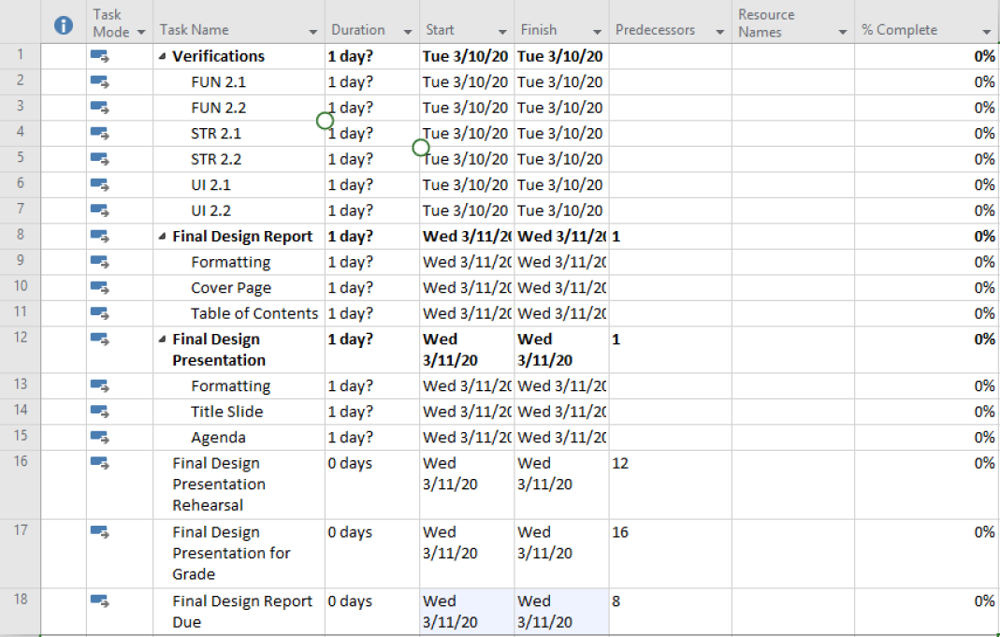 Task Mode Task Name Duration Start Finish Predecessors Resource Names % Complete
1 Verifications 1 day? Tue 3/10/20 Tue 3/10/20 0%
2 FUN 2.1 1 day? Tue 3/10/20 Tue 3/10/20 0%
3 FUN 2.2 1 day? Tue 3/10/20 Tue 3/10/20 0%
4 STR 2.1 1 day? Tue 3/10/20 Tue 3/10/20 0%
5 STR 2.2 1 day? Tue 3/10/20 Tue 3/10/20 0%
6 UI 2.1 1 day? Tue 3/10/20 Tue 3/10/20 0%
7 UI 2.2 1 day? Tue 3/10/20 Tue 3/10/20 0%
8 Final Design Report 1 day? Wed 3/11/20 Wed 3/11/20 1 0%
9 Formatting 1 day? Wed 3/11/20 Wed 3/11/20 0%
10 Cover Page 1 day? Wed 3/11/20 Wed 3/11/20 0%
11 Table of Contents 1 day? Wed 3/11/20 Wed 3/11/20 0%
12 Final Design 1 day? Wed Wed 1 0%
Presentation 3/11/20 3/11/20
13 Formatting 1 day? Wed 3/11/20 Wed 3/11/20 0%
14 Title Slide 1 day? Wed 3/11/20 Wed 3/11/20 0%
15 Agenda 1 day? Wed 3/11/20 Wed 3/11/20 0%
16 Final Design 0 days Wed Wed 12 0%
Presentation 3/11/20 3/11/20
Rehearsal
17 Final Design 0 days Wed Wed 16 0%
Presentation for 3/11/20 3/11/20
Grade
18 Final Design Report 0 days Wed Wed 8 0%
Due 3/11/20 3/11/20